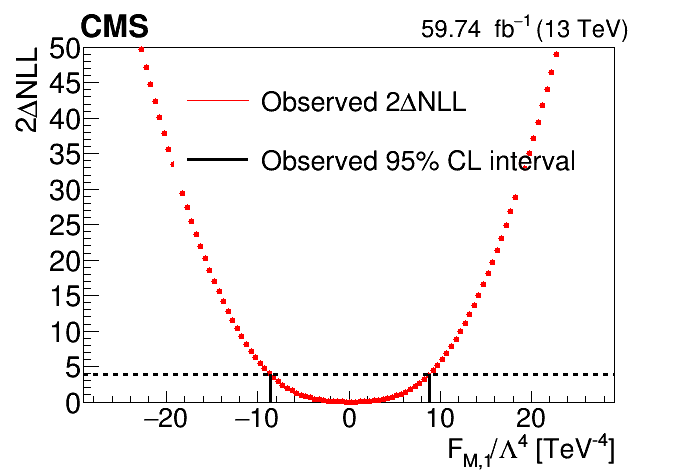 CMS 59.74 fb⁻¹ (13 TeV)
2ΔNLL
50
45
40
35
30
25
20
15
10
5
0
Observed 2ΔNLL
Observed 95% CL interval
−20 −10 0 10 20
F_M,1/Λ⁴ [TeV⁻⁴]